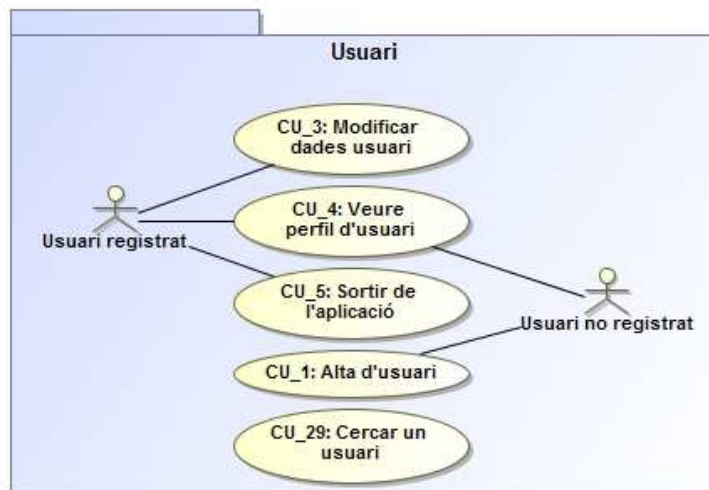 Usuari
CU_3: Modificar
dades usuari
CU_4: Veure
perfil d'usuari
Usuari registrat
CU_5: Sortir de
l'aplicació
Usuari no registrat
CU_1: Alta d'usuari
CU_29: Cercar un
usuari